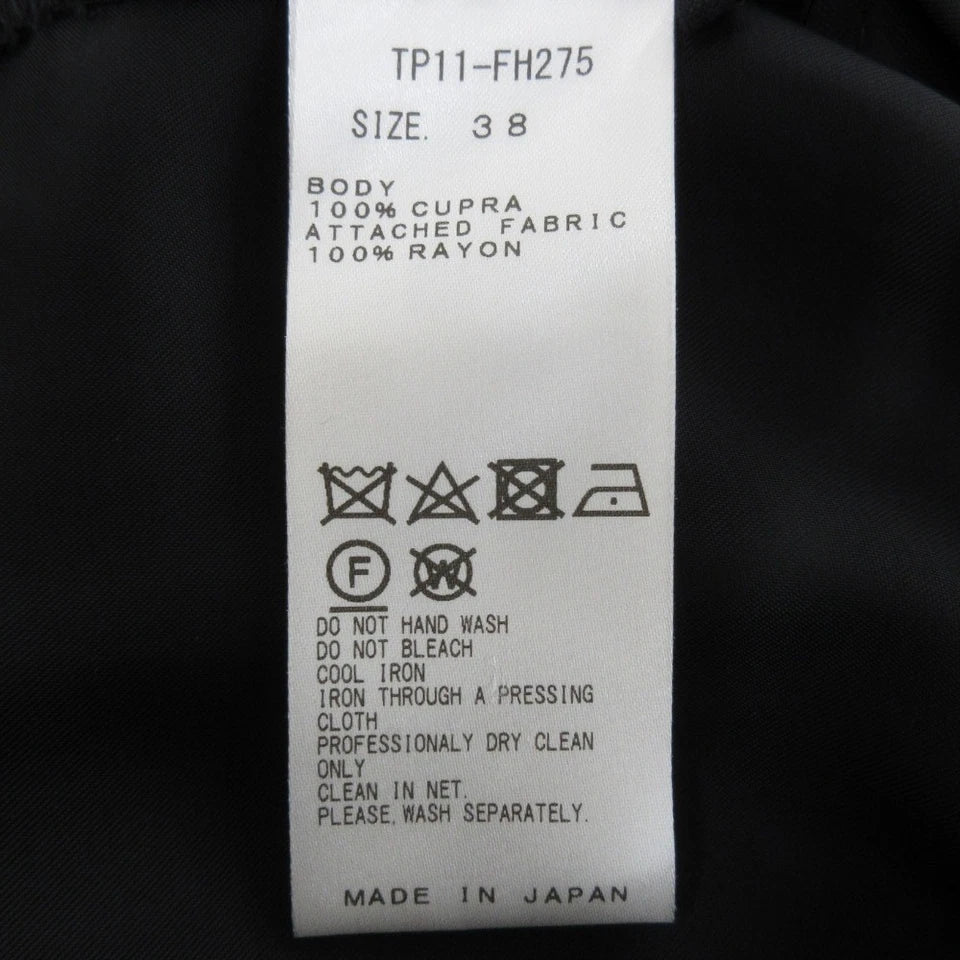 TP11-FH275
SIZE. 38
BODY
100% CUPRA
ATTACHED FABRIC
100% RAYON
F W
DO NOT HAND WASH
DO NOT BLEACH
COOL IRON
IRON THROUGH A PRESSING
CLOTH
PROFESSIONALY DRY CLEAN
ONLY
CLEAN IN NET.
PLEASE, WASH SEPARATELY.
MADE IN JAPAN